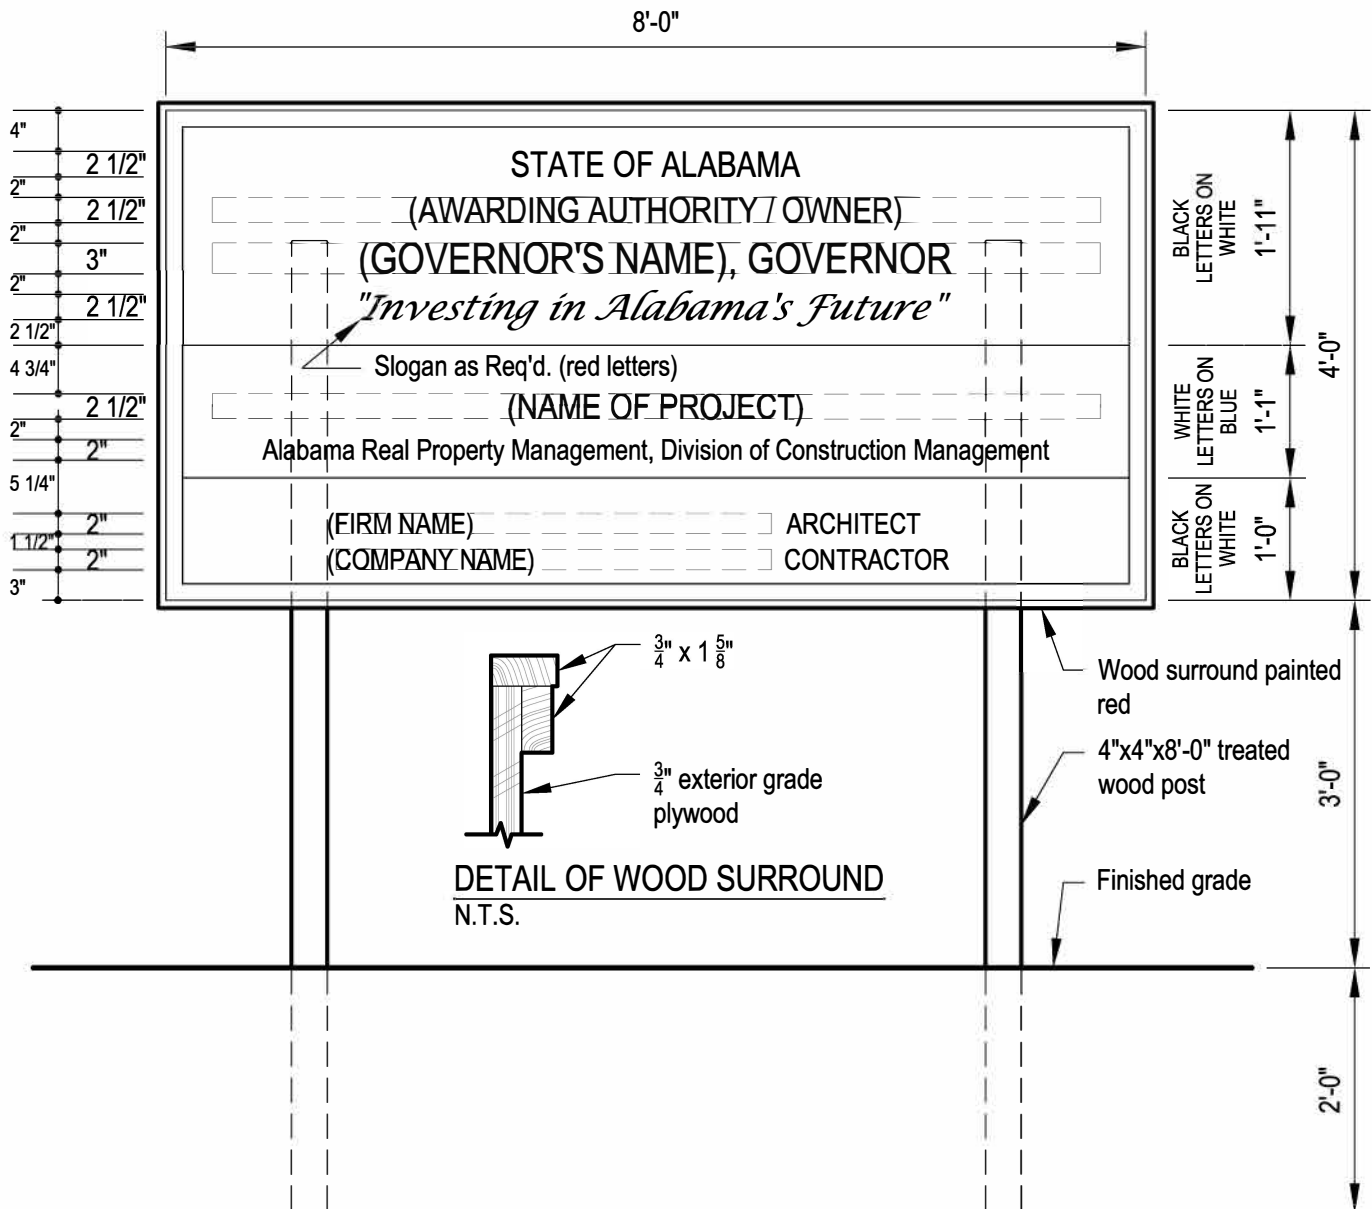 8'-0"
4"
2 1/2"
2"
2 1/2"
2"
3"
2"
2 1/2"
2 1/2"
4 3/4"
2 1/2"
2"
2"
5 1/4"
2"
1 1/2"
2"
3"
STATE OF ALABAMA
(AWARDING AUTHORITY / OWNER)
(GOVERNOR'S NAME), GOVERNOR
"Investing in Alabama's Future"
Slogan as Req'd. (red letters)
(NAME OF PROJECT)
Alabama Real Property Management, Division of Construction Management
(FIRM NAME) ARCHITECT
(COMPANY NAME) CONTRACTOR
BLACK
LETTERS ON
WHITE
1'-11"
WHITE
LETTERS ON
BLUE
1'-1"
BLACK
LETTERS ON
WHITE
1'-0"
4'-0"
3/4" x 1 5/8"
3/4" exterior grade
plywood
DETAIL OF WOOD SURROUND
N.T.S.
Wood surround painted
red
4"x4"x8'-0" treated
wood post
Finished grade
3'-0"
2'-0"